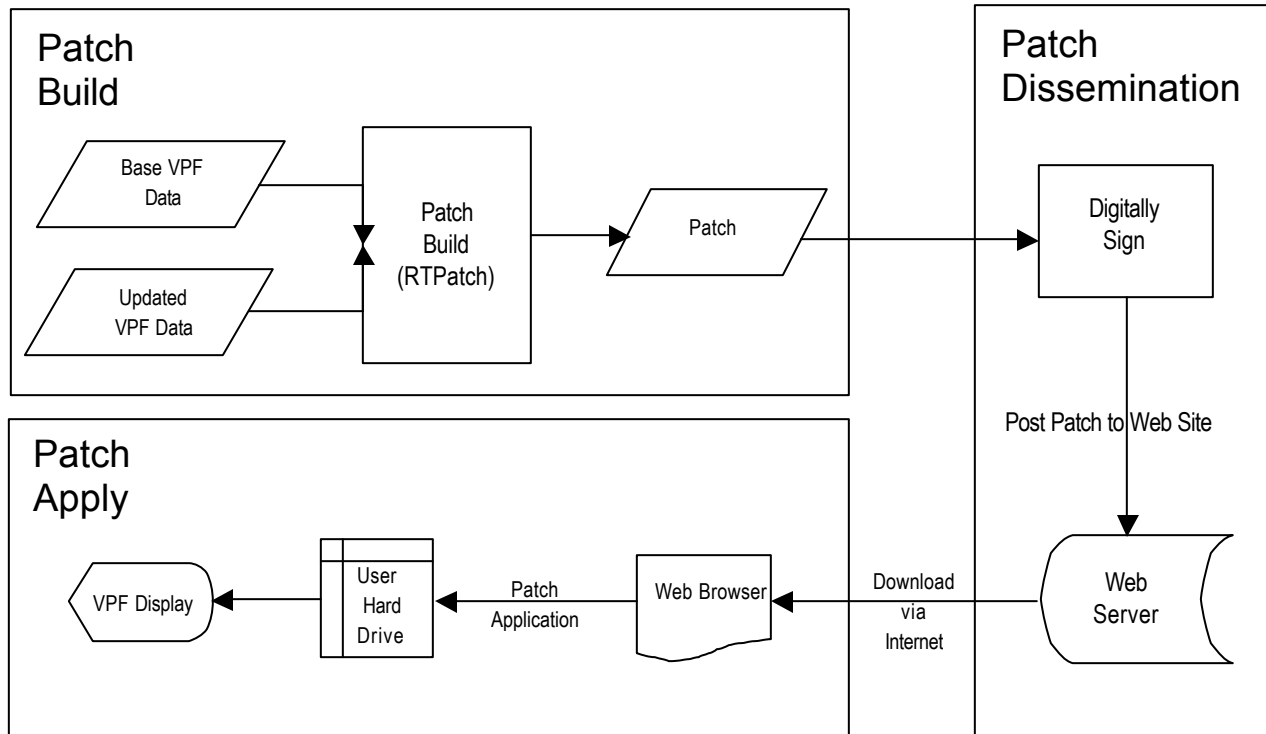 Patch
Build
Base VPF
Data
Updated
VPF Data
Patch
Build
(RTPatch)
Patch
Patch
Dissemination
Digitally
Sign
Post Patch to Web Site
Web
Server
Download
via
Internet
Patch
Apply
Web Browser
Patch
Application
User
Hard
Drive
VPF Display